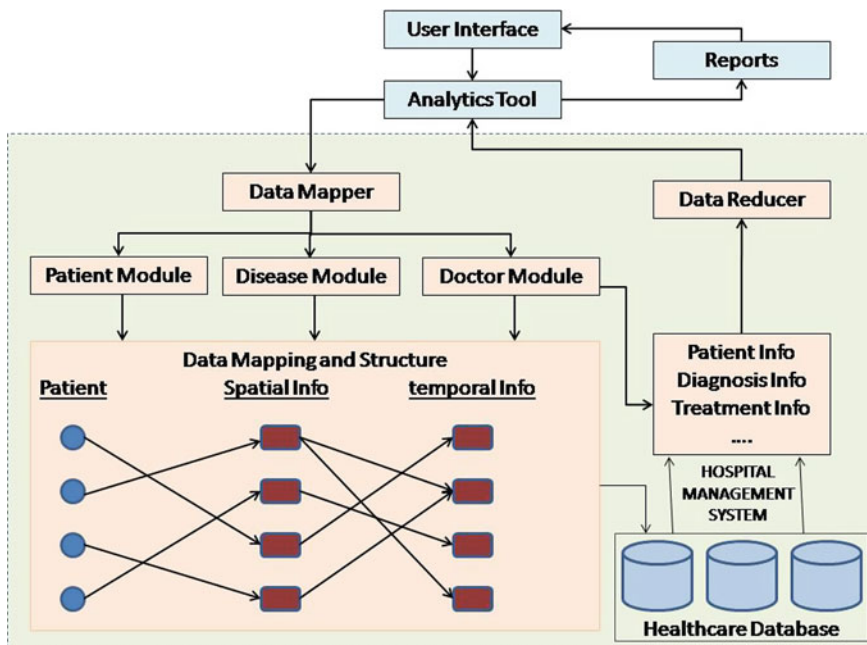 User Interface
Reports
Analytics Tool
Data Mapper
Data Reducer
Patient Module
Disease Module
Doctor Module
Data Mapping and Structure
Patient
Spatial Info
temporal Info
Patient Info
Diagnosis Info
Treatment Info
....
HOSPITAL
MANAGEMENT
SYSTEM
Healthcare Database